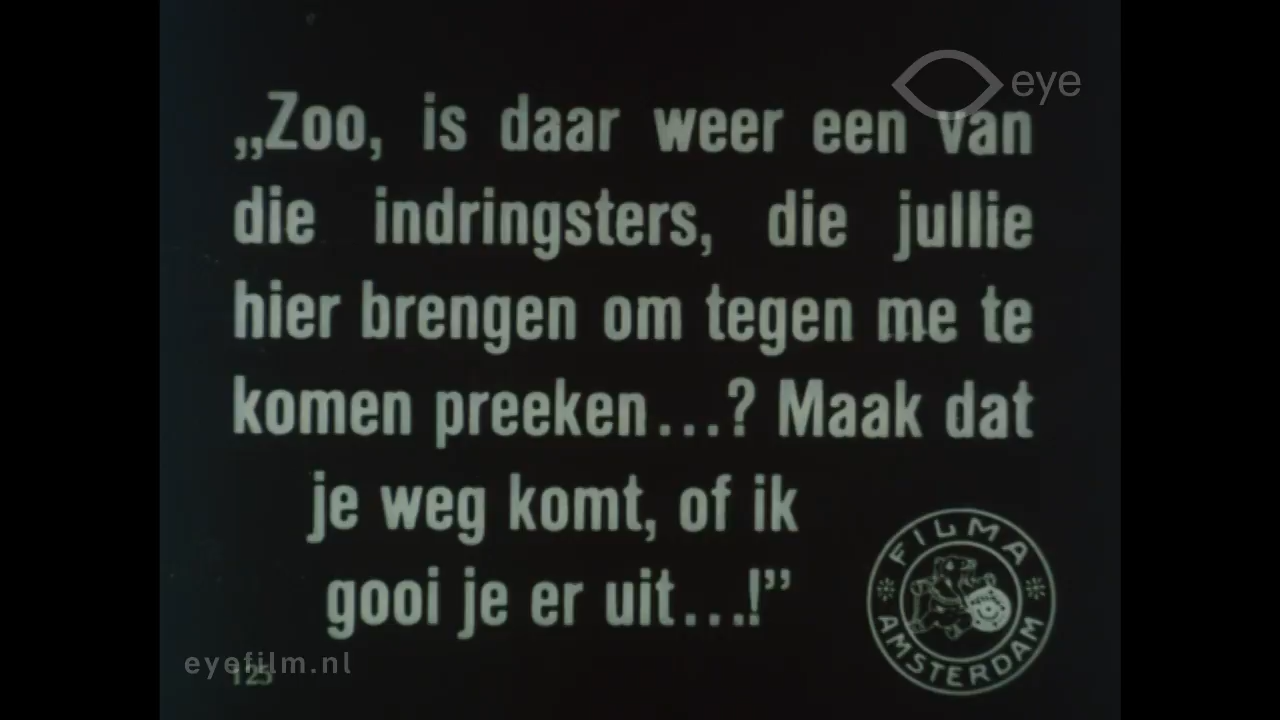 eye
„Zoo, is daar weer een van
die indringsters, die jullie
hier brengen om tegen me te
komen preeken...? Maak dat
je weg komt, of ik
gooi je er uit...!”
FILMA
AMSTERDAM
eyefilm.nl
125